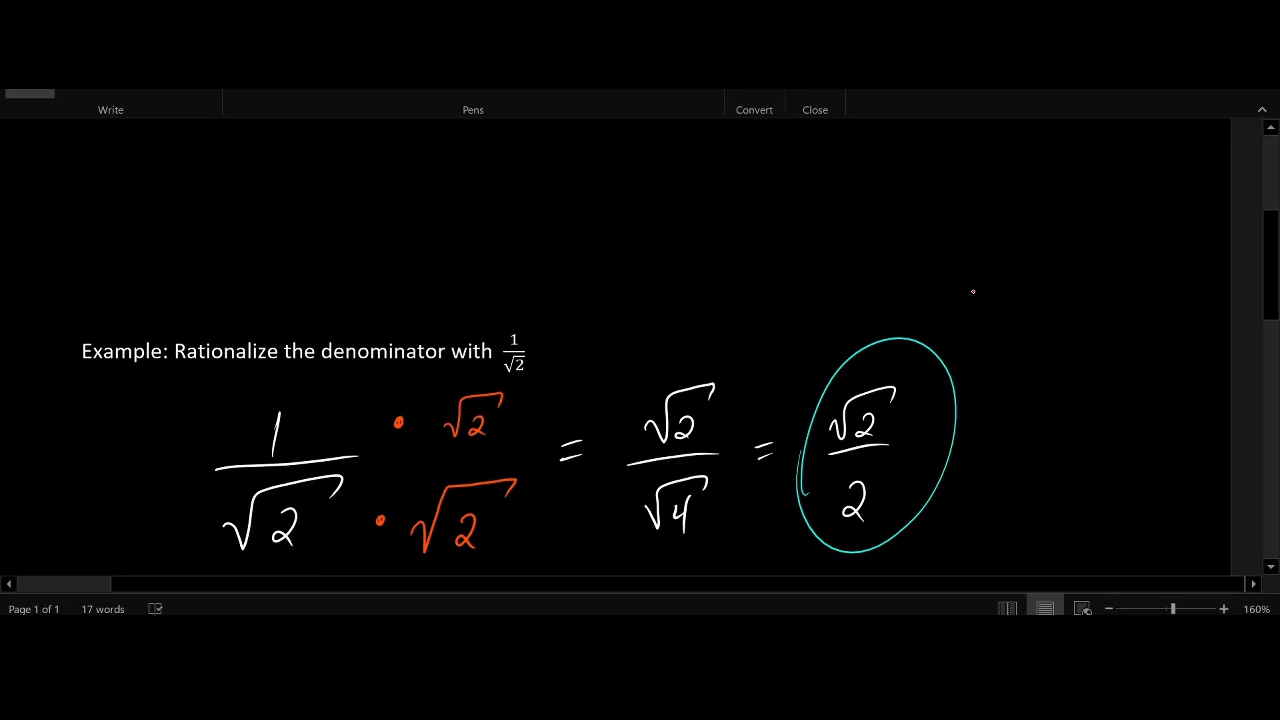 Write Pens Convert Close
Example: Rationalize the denominator with 1/√2
1/√2 · √2/· √2 = √2/√4 = √2/2
Page 1 of 1 17 words 160%